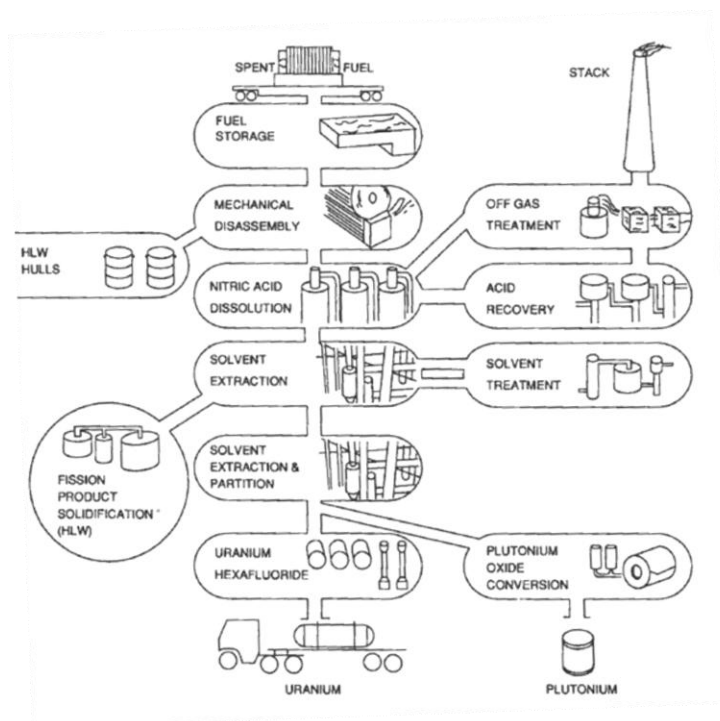 SPENT FUEL
STACK
FUEL
STORAGE
MECHANICAL
DISASSEMBLY
OFF GAS
TREATMENT
HLW
HULLS
NITRIC ACID
DISSOLUTION
ACID
RECOVERY
SOLVENT
EXTRACTION
SOLVENT
TREATMENT
SOLVENT
EXTRACTION &
PARTITION
FISSION
PRODUCT
SOLIDIFICATION
(HLW)
URANIUM
HEXAFLUORIDE
PLUTONIUM
OXIDE
CONVERSION
URANIUM
PLUTONIUM